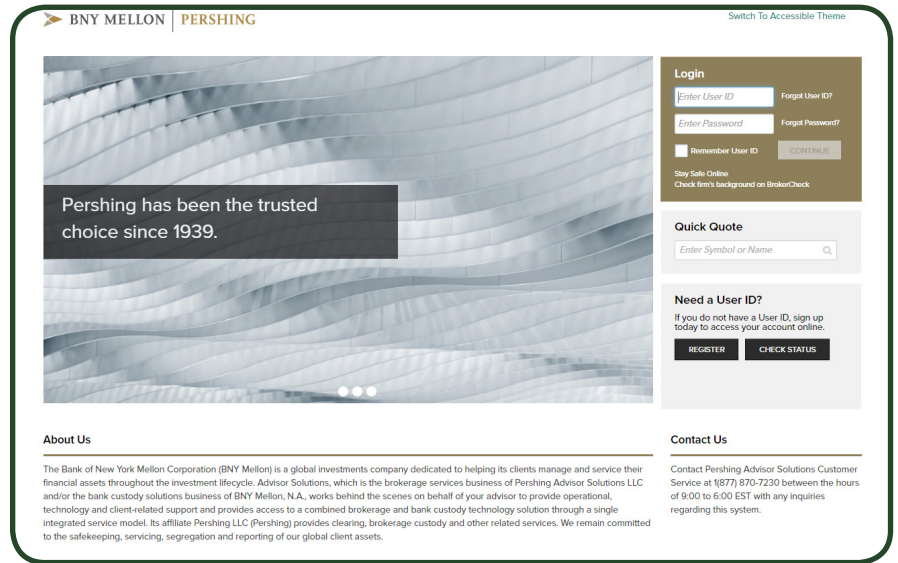 BNY MELLON | PERSHING
Switch To Accessible Theme
Pershing has been the trusted
choice since 1939.
Login
Enter User ID
Forgot User ID?
Enter Password
Forgot Password?
Remember User ID
CONTINUE
Stay Safe Online
Check firm's background on BrokerCheck
Quick Quote
Enter Symbol or Name
Need a User ID?
If you do not have a User ID, sign up
today to access your account online.
REGISTER
CHECK STATUS
About Us
The Bank of New York Mellon Corporation (BNY Mellon) is a global investments company dedicated to helping its clients manage and service their
financial assets throughout the investment lifecycle. Advisor Solutions, which is the brokerage services business of Pershing Advisor Solutions LLC
and/or the bank custody solutions business of BNY Mellon, N.A., works behind the scenes on behalf of your advisor to provide operational,
technology and client-related support and provides access to a combined brokerage and bank custody technology solution through a single
integrated service model. Its affiliate Pershing LLC (Pershing) provides clearing, brokerage custody and other related services. We remain committed
to the safekeeping, servicing, segregation and reporting of our global client assets.
Contact Us
Contact Pershing Advisor Solutions Customer
Service at 1(877) 870-7230 between the hours
of 9:00 to 6:00 EST with any inquiries
regarding this system.